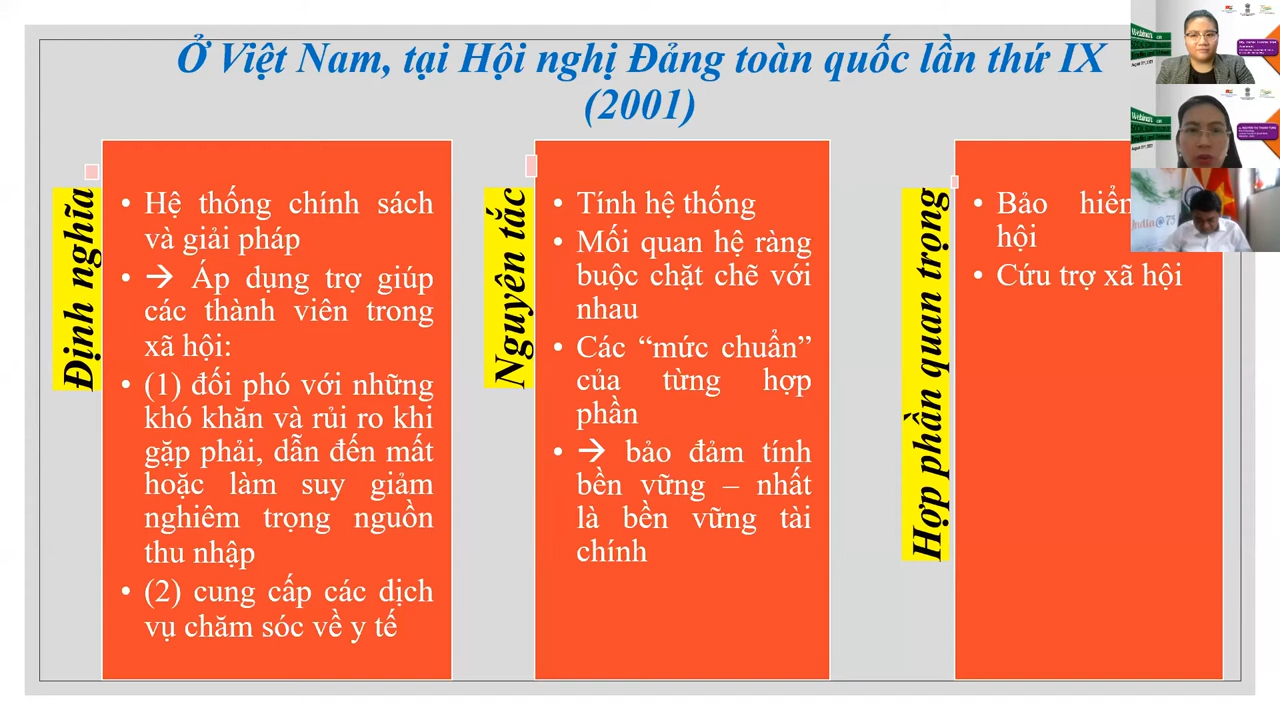 Ở Việt Nam, tại Hội nghị Đảng toàn quốc lần thứ IX
(2001)
Định nghĩa
• Hệ thống chính sách
và giải pháp
• → Áp dụng trợ giúp
các thành viên trong
xã hội:
• (1) đối phó với những
khó khăn và rủi ro khi
gặp phải, dẫn đến mất
hoặc làm suy giảm
nghiêm trọng nguồn
thu nhập
• (2) cung cấp các dịch
vụ chăm sóc về y tế
Nguyên tắc
• Tính hệ thống
• Mối quan hệ ràng
buộc chặt chẽ với
nhau
• Các “mức chuẩn”
của từng hợp
phần
• → bảo đảm tính
bền vững – nhất
là bền vững tài
chính
Hợp phần quan trọng
• Bảo hiểm
hội
• Cứu trợ xã hội
Webinar
Webinar
India@75